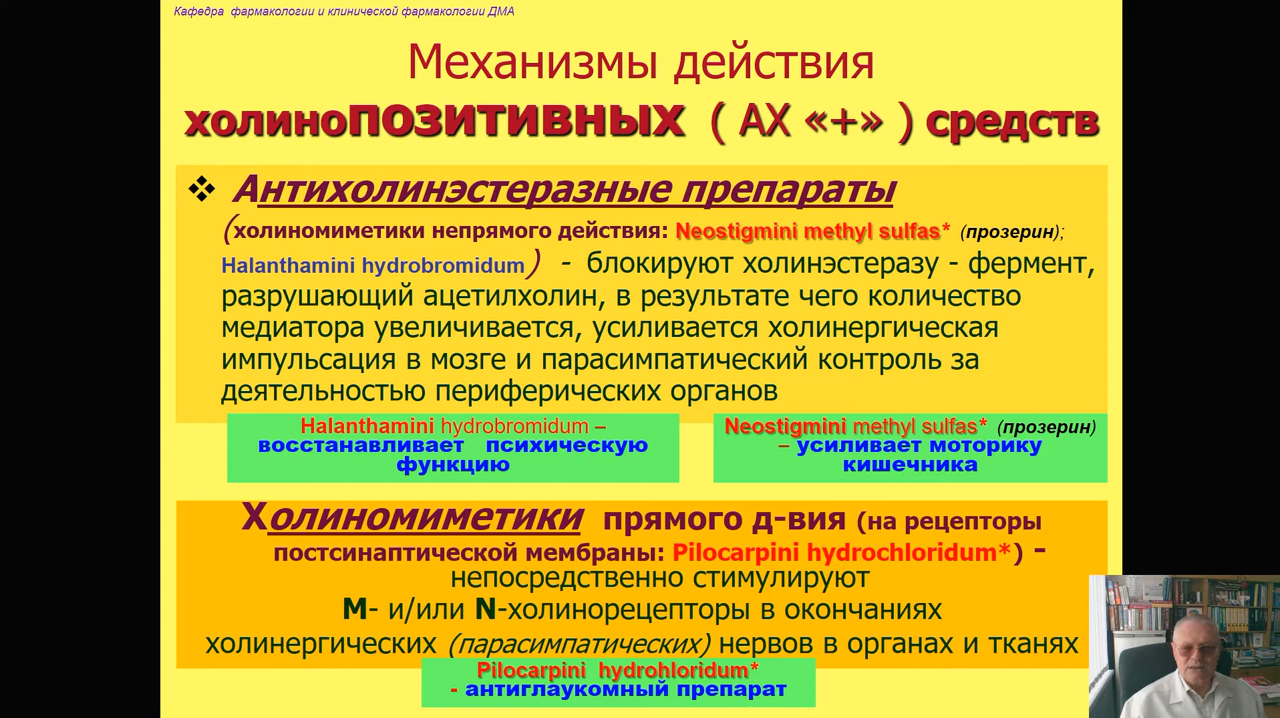 Кафедра фармакологии и клинической фармакологии ДМА
Механизмы действия
холиноПОЗИТИВНЫХ ( АХ «+» ) средств
❖ Антихолинэстеразные препараты
(холиномиметики непрямого действия: Neostigmini methyl sulfas* (прозерин);
Halanthamini hydrobromidum) - блокируют холинэстеразу - фермент,
разрушающий ацетилхолин, в результате чего количество
медиатора увеличивается, усиливается холинергическая
импульсация в мозге и парасимпатический контроль за
деятельностью периферических органов
Halanthamini hydrobromidum –
восстанавливает психическую
функцию
Neostigmini methyl sulfas* (прозерин)
– усиливает моторику
кишечника
Холиномиметики прямого д-вия (на рецепторы
постсинаптической мембраны: Pilocarpini hydrochloridum*) -
непосредственно стимулируют
М- и/или N-холинорецепторы в окончаниях
холинергических (парасимпатических) нервов в органах и тканях
Pilocarpini hydrohloridum*
- антиглаукомный препарат